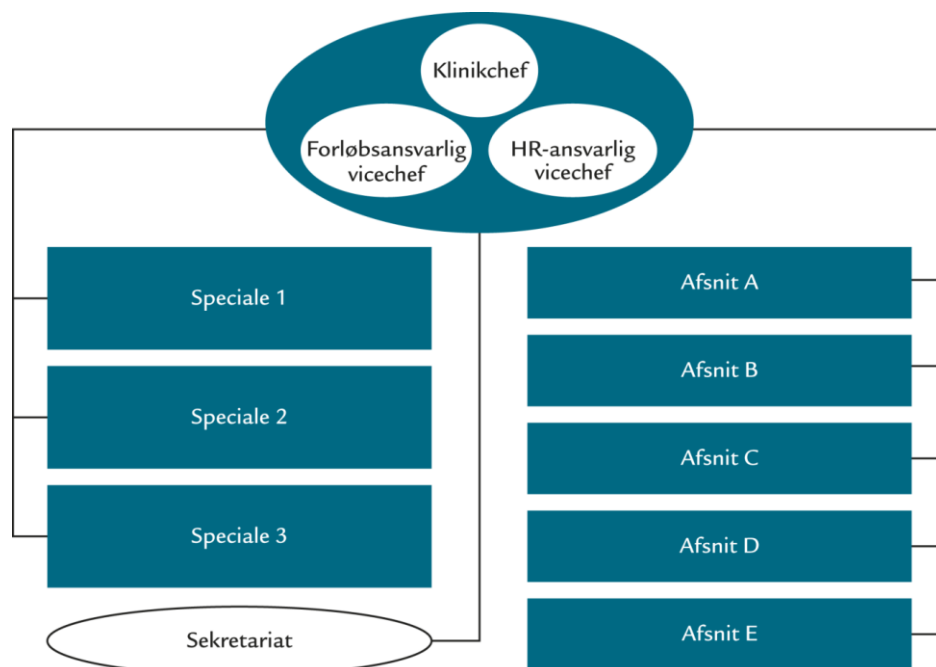 Klinikchef
Forløbsansvarlig
vicechef
HR-ansvarlig
vicechef
Speciale 1
Speciale 2
Speciale 3
Sekretariat
Afsnit A
Afsnit B
Afsnit C
Afsnit D
Afsnit E